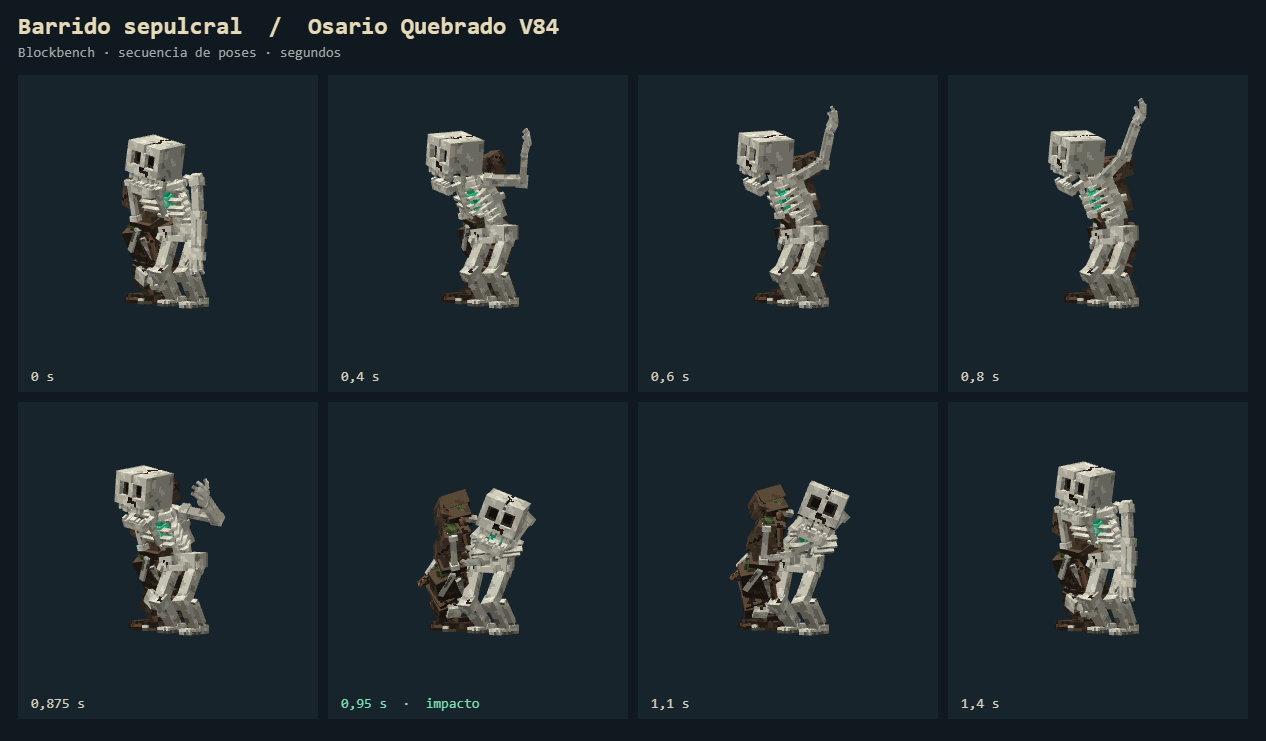 Barrido sepulcral  /  Osario Quebrado V84
Blockbench · secuencia de poses · segundos
0 s
0,4 s
0,6 s
0,8 s
0,875 s
0,95 s  ·  impacto
1,1 s
1,4 s